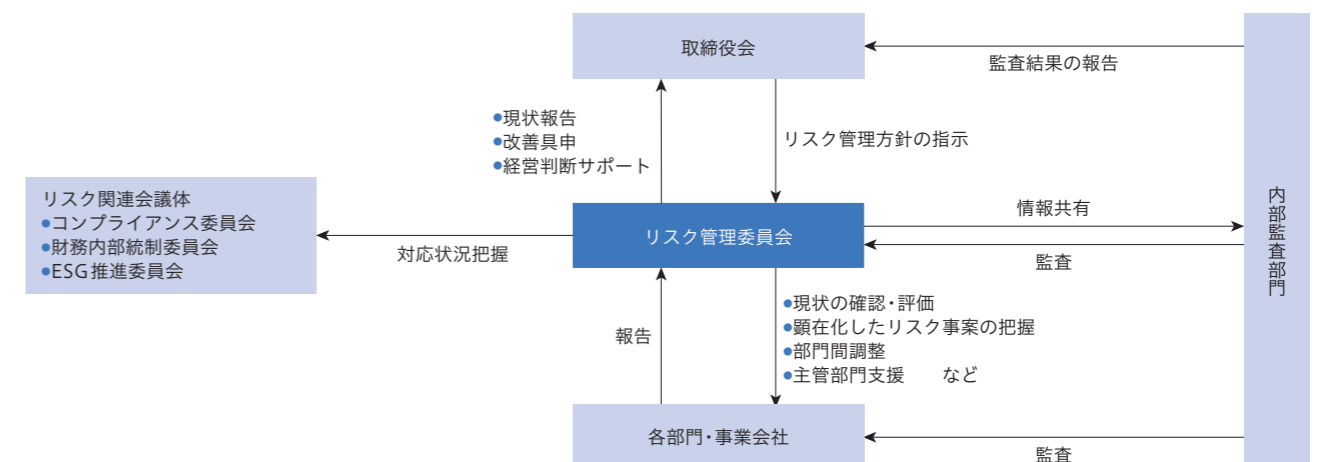 取締役会
監査結果の報告
●現状報告
●改善具申
●経営判断サポート
リスク管理方針の指示
リスク関連会議体
●コンプライアンス委員会
●財務内部統制委員会
●ESG推進委員会
対応状況把握
リスク管理委員会
情報共有
監査
内部監査部門
報告
●現状の確認・評価
●顕在化したリスク事案の把握
●部門間調整
●主管部門支援　　など
各部門・事業会社
監査